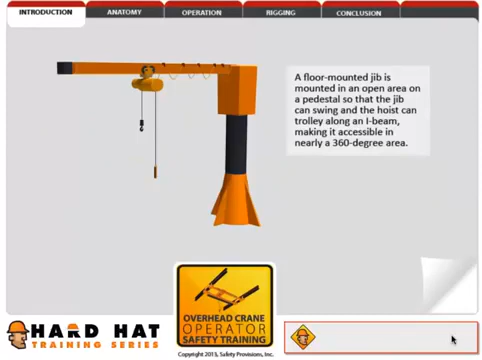 INTRODUCTION
ANATOMY
OPERATION
RIGGING
CONCLUSION
A floor-mounted jib is
mounted in an open area on
a pedestal so that the jib
can swing and the hoist can
trolley along an I-beam,
making it accessible in
nearly a 360-degree area.
HARD HAT
TRAINING SERIES
OVERHEAD CRANE
OPERATOR
SAFETY TRAINING
Copyright 2013, Safety Provisions, Inc.